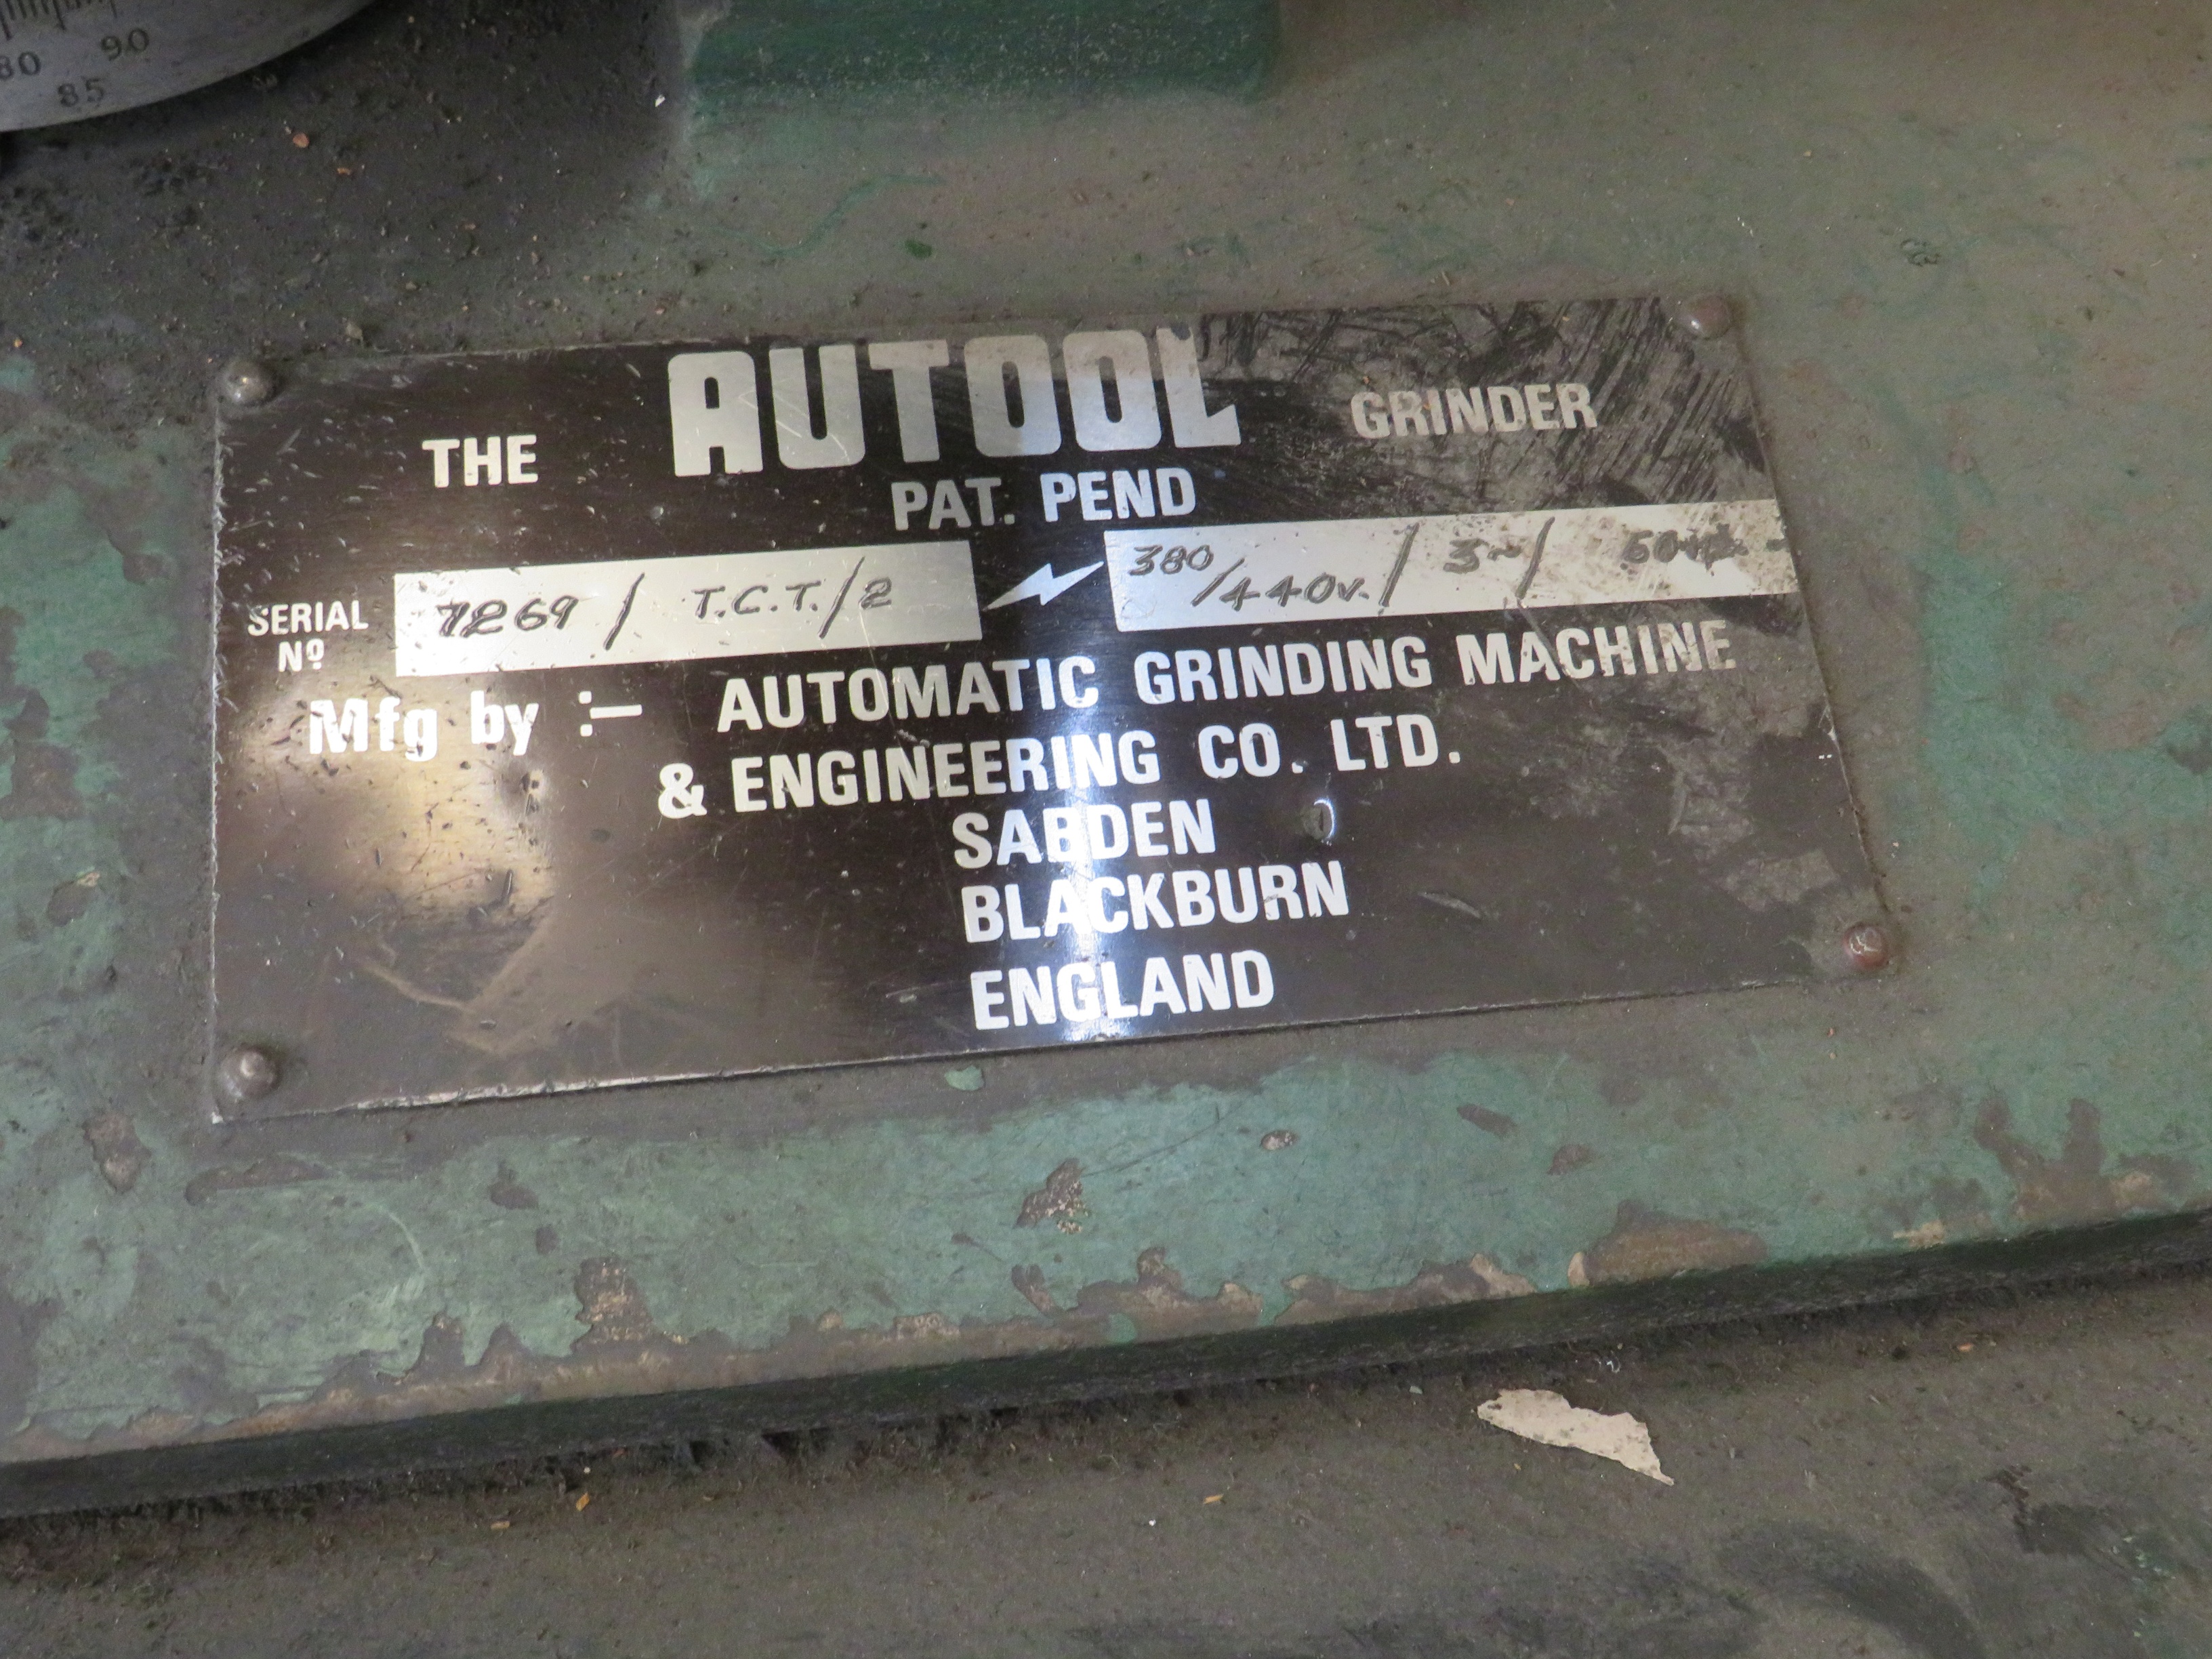 80 85 90
THE AUTOOL GRINDER
PAT. PEND
SERIAL Nº 7269 / T.C.T./2 380/440v. / 3~/
Mfg by :- AUTOMATIC GRINDING MACHINE
& ENGINEERING CO. LTD.
SABDEN
BLACKBURN
ENGLAND